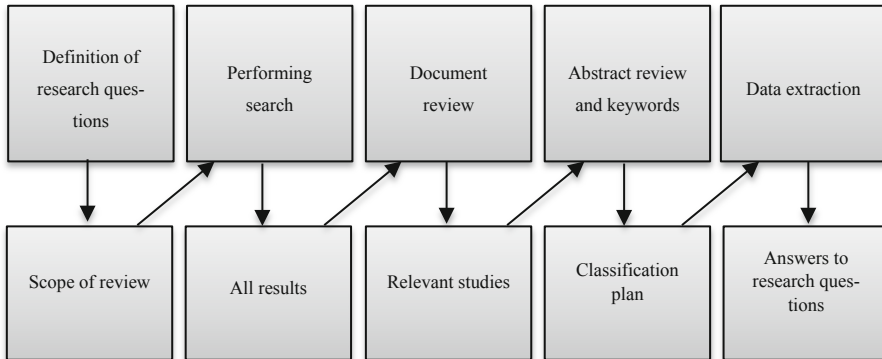 Definition of
research ques-
tions
Performing
search
Document
review
Abstract review
and keywords
Data extraction
Scope of review
All results
Relevant studies
Classification
plan
Answers to
research ques-
tions